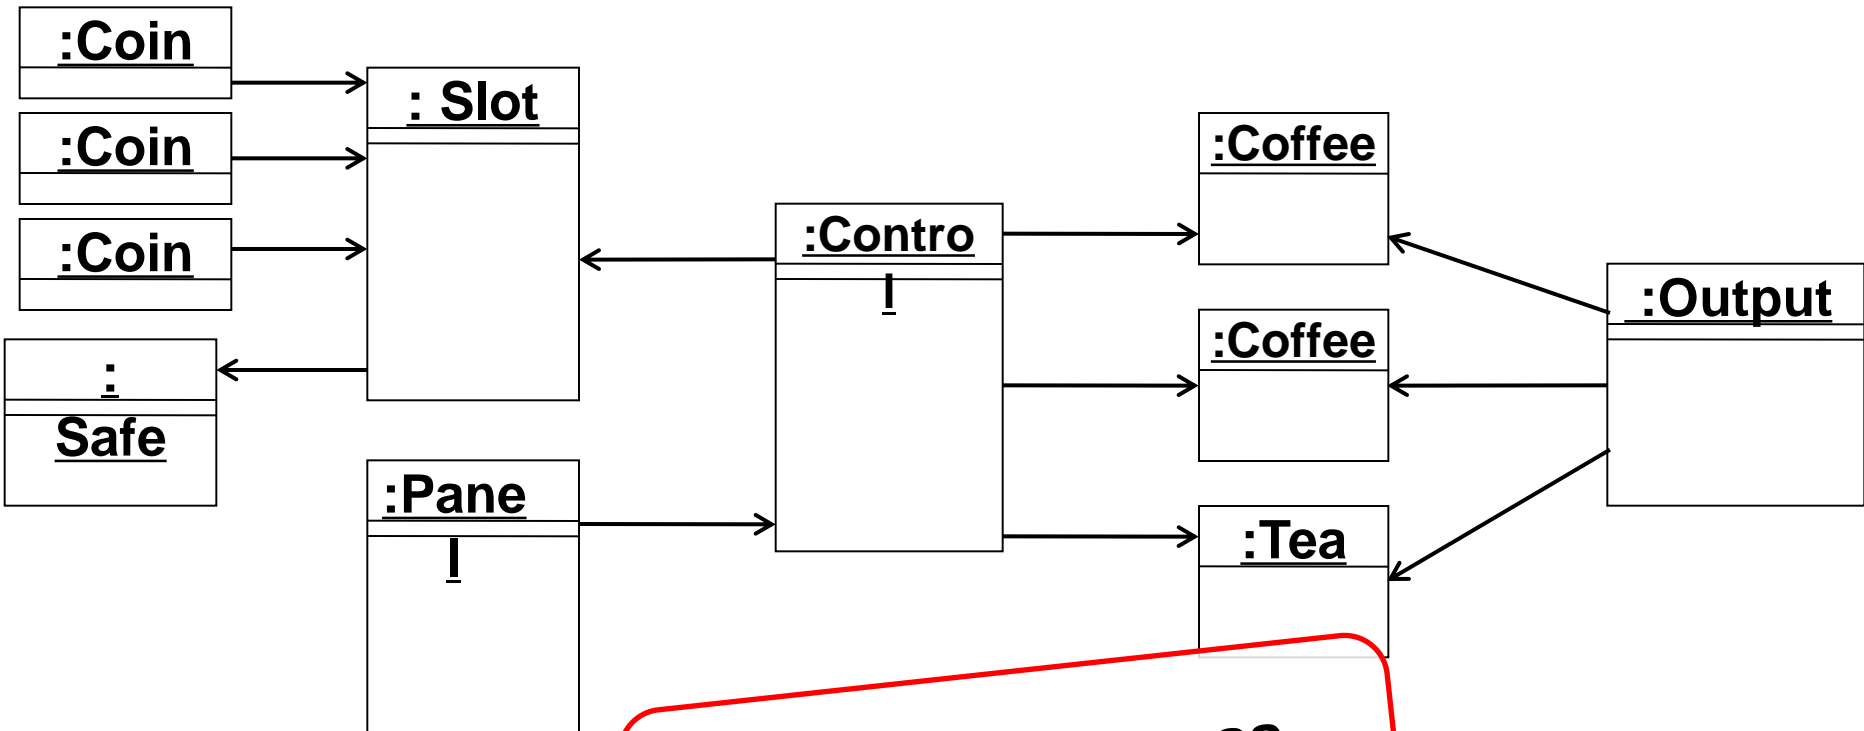 :Coin
:Coin
:Coin
:
Safe
: Slot
:Pane
l
:Contro
l
:Coffee
:Coffee
:Tea
:Output